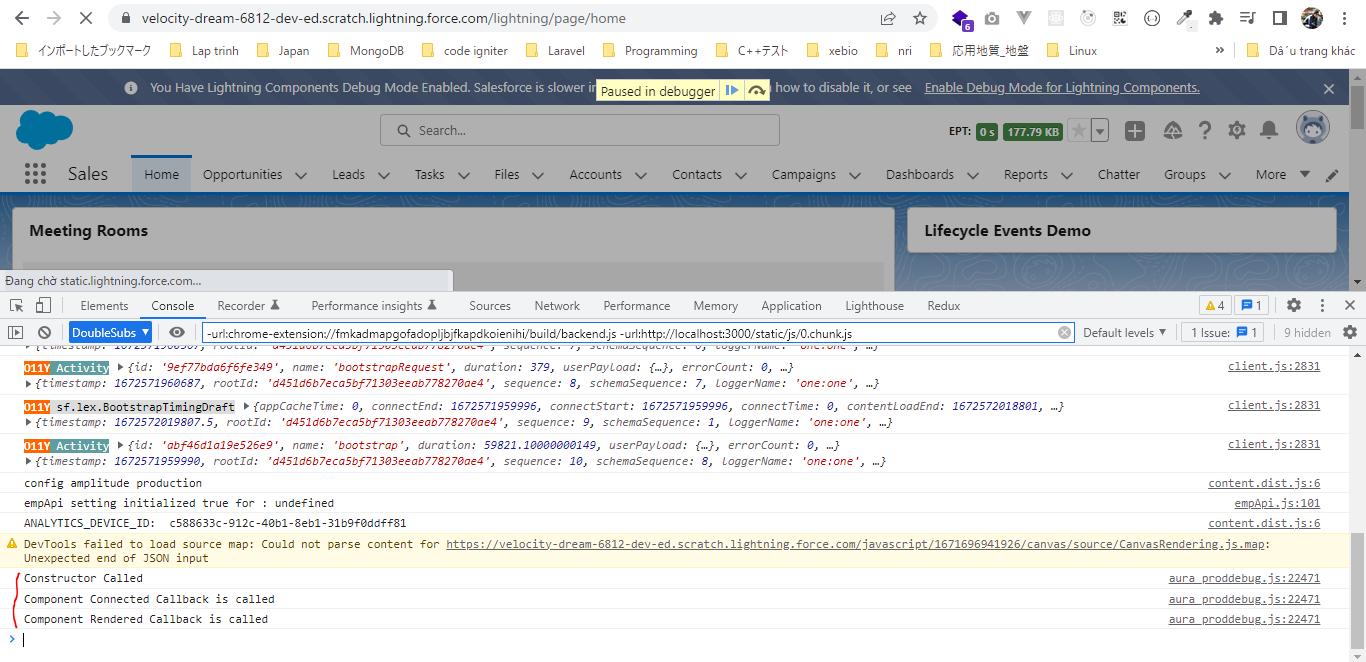 velocity-dream-6812-dev-ed.scratch.lightning.force.com/lightning/page/home
6
インポートしたブックマーク Lap trinh Japan MongoDB code igniter Laravel Programming C++テスト xebio nri 応用地質_地盤 Linux » Dấu trang khác
You Have Lightning Components Debug Mode Enabled. Salesforce is slower in Paused in debugger how to disable it, or see Enable Debug Mode for Lightning Components.
Search... EPT: 0 s 177.79 KB
Sales Home Opportunities Leads Tasks Files Accounts Contacts Campaigns Dashboards Reports Chatter Groups More
Meeting Rooms Lifecycle Events Demo
Đang chờ static.lightning.force.com...
Elements Console Recorder Performance insights Sources Network Performance Memory Application Lighthouse Redux 4 1
DoubleSubs -url:chrome-extension://fmkadmapgofadopljbjfkapdkoienihi/build/backend.js -url:http://localhost:3000/static/js/0.chunk.js Default levels 1 Issue: 1 9 hidden
O11Y Activity {id: '9ef77bda6f6fe349', name: 'bootstrapRequest', duration: 379, userPayload: {…}, errorCount: 0, …} client.js:2831
{timestamp: 1672571960687, rootId: 'd451d6b7eca5bf71303eeab778270ae4', sequence: 8, schemaSequence: 7, loggerName: 'one:one', …}
O11Y sf.lex.BootstrapTimingDraft {appCacheTime: 0, connectEnd: 1672571959996, connectStart: 1672571959996, connectTime: 0, contentLoadEnd: 1672572018801, …} client.js:2831
{timestamp: 1672572019807.5, rootId: 'd451d6b7eca5bf71303eeab778270ae4', sequence: 9, schemaSequence: 1, loggerName: 'one:one', …}
O11Y Activity {id: 'abf46d1a19e526e9', name: 'bootstrap', duration: 59821.10000000149, userPayload: {…}, errorCount: 0, …} client.js:2831
{timestamp: 1672571959990, rootId: 'd451d6b7eca5bf71303eeab778270ae4', sequence: 10, schemaSequence: 8, loggerName: 'one:one', …}
config amplitude production content.dist.js:6
empApi setting initialized true for : undefined empApi.js:101
ANALYTICS_DEVICE_ID: c588633c-912c-40b1-8eb1-31b9f0ddff81 content.dist.js:6
DevTools failed to load source map: Could not parse content for https://velocity-dream-6812-dev-ed.scratch.lightning.force.com/javascript/1671696941926/canvas/source/CanvasRendering.js.map:
Unexpected end of JSON input
Constructor Called aura_proddebug.js:22471
Component Connected Callback is called aura_proddebug.js:22471
Component Rendered Callback is called aura_proddebug.js:22471